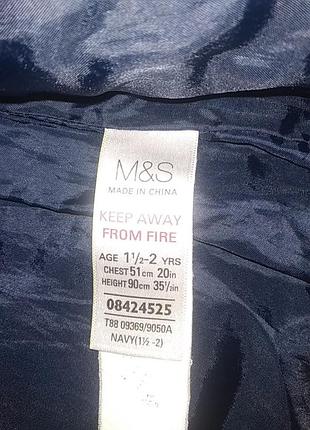 M&S
MADE IN CHINA
KEEP AWAY
FROM FIRE
AGE 1½-2 YRS
CHEST 51cm 20in
HEIGHT 90cm 35½in
08424525
T88 09369/9050A
NAVY(1½ -2)